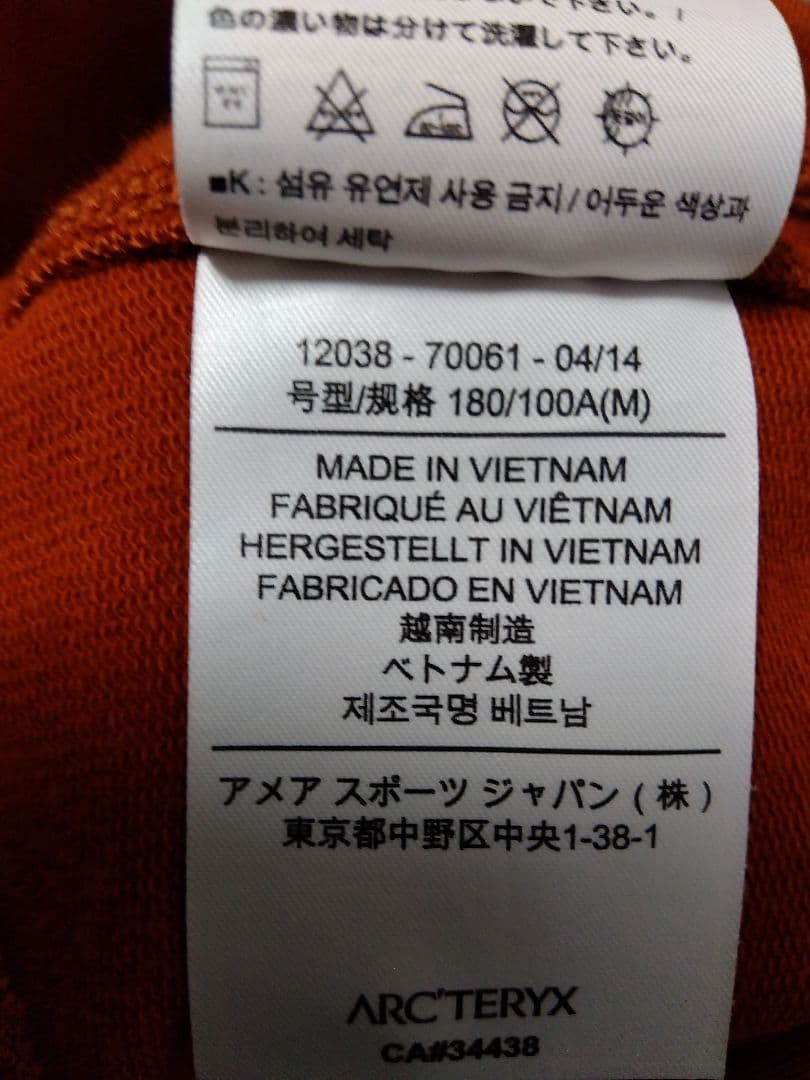 下さい。
色の濃い物は分けて洗濯して下さい。
■K : 섬유 유연제 사용 금지 / 어두운 색상과
분리하여 세탁
12038 - 70061 - 04/14
号型/规格 180/100A(M)
MADE IN VIETNAM
FABRIQUÉ AU VIÊTNAM
HERGESTELLT IN VIETNAM
FABRICADO EN VIETNAM
越南制造
ベトナム製
제조국명 베트남
アメア スポーツ ジャパン ( 株 )
東京都中野区中央1-38-1
ARC'TERYX
CA#34438